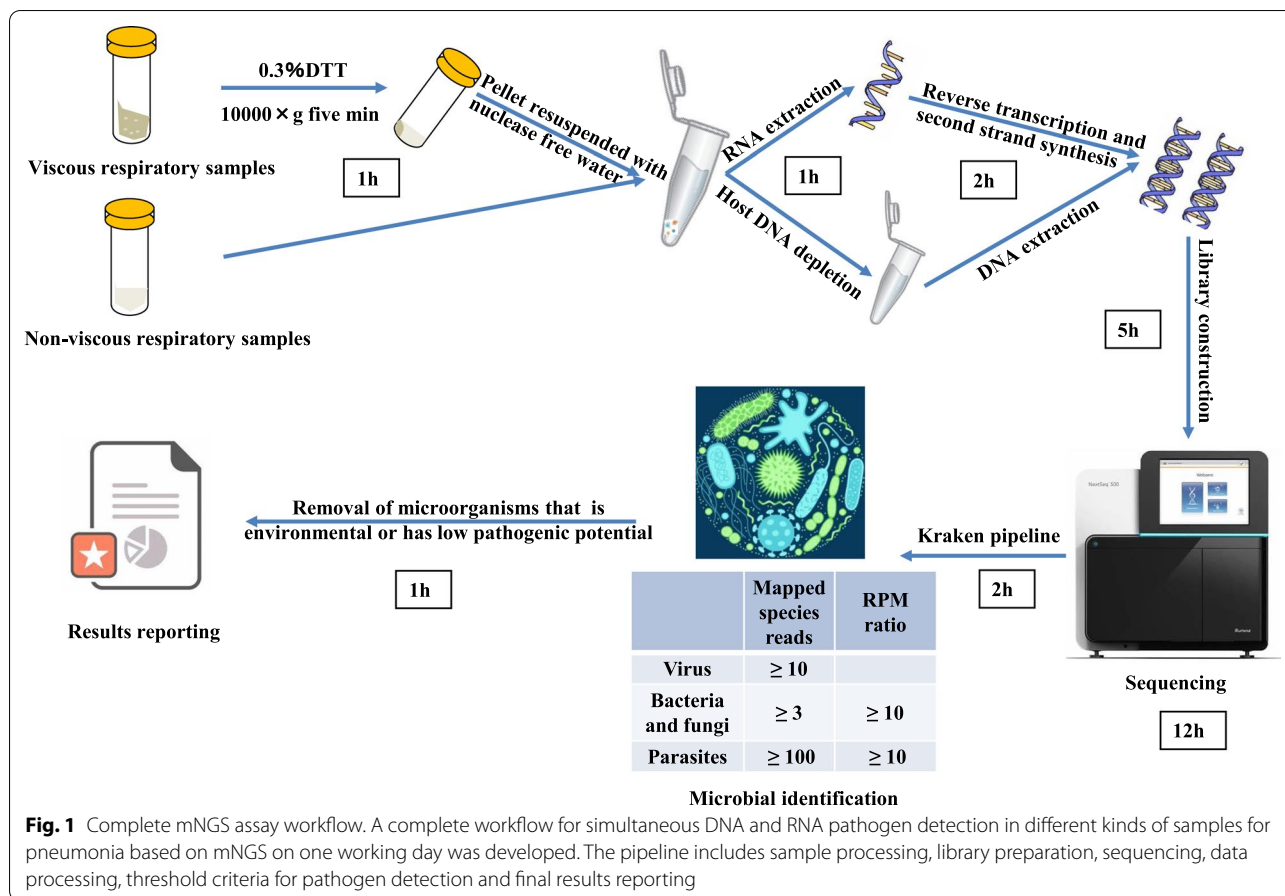 0.3%DTT
10000 × g five min
1h
Viscous respiratory samples
Non-viscous respiratory samples
Pellet resuspended with
nuclease free water
RNA extraction
1h
Host DNA depletion
Reverse transcription and
second strand synthesis
2h
DNA extraction
Library construction
5h
NextSeq 500
Welcome
illumina
Sequencing
12h
Kraken pipeline
2h
Mapped
species
reads
RPM
ratio
Virus
≥ 10
Bacteria
and fungi
≥ 3
≥ 10
Parasites
≥ 100
≥ 10
Microbial identification
Removal of microorganisms that is
environmental or has low pathogenic potential
1h
Results reporting
Fig. 1 Complete mNGS assay workflow. A complete workflow for simultaneous DNA and RNA pathogen detection in different kinds of samples for
pneumonia based on mNGS on one working day was developed. The pipeline includes sample processing, library preparation, sequencing, data
processing, threshold criteria for pathogen detection and final results reporting